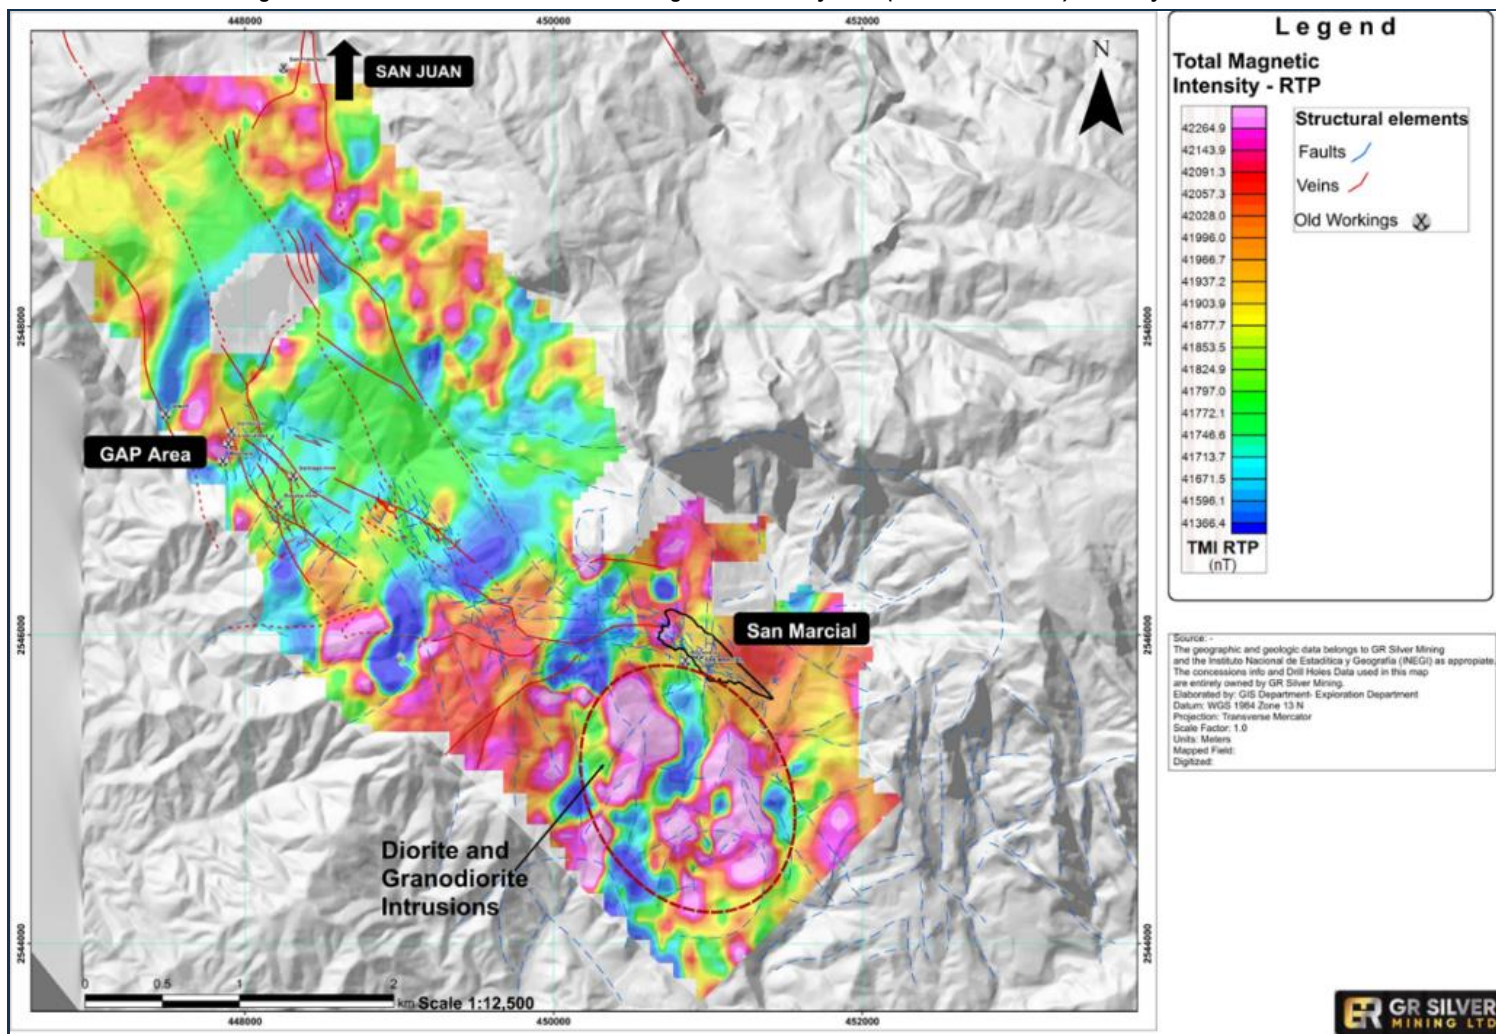 448000
450000
452000
SAN JUAN
N
2548000
2548000
GAP Area
San Marcial
2546000
2546000
Diorite and
Granodiorite
Intrusions
2544000
2544000
0 0.5 1 2
km Scale 1:12,500
448000
450000
452000
Legend
Total Magnetic
Intensity - RTP
42264.9
42143.9
42091.3
42057.3
42028.0
41996.0
41966.7
41937.2
41903.9
41877.7
41853.5
41824.9
41797.0
41772.1
41746.6
41713.7
41671.5
41596.1
41366.4
TMI RTP
(nT)
Structural elements
Faults
Veins
Old Workings
Source: -
The geographic and geologic data belongs to GR Silver Mining
and the Instituto Nacional de Estadítica y Geografía (INEGI) as appropiate.
The concessions info and Drill Holes Data used in this map
are entirely owned by GR Silver Mining.
Elaborated by: GIS Department- Exploration Department
Datum: WGS 1984 Zone 13 N
Projection: Transverse Mercator
Scale Factor: 1.0
Units: Meters
Mapped Field:
Digitized:
GR SILVER
MINING LTD